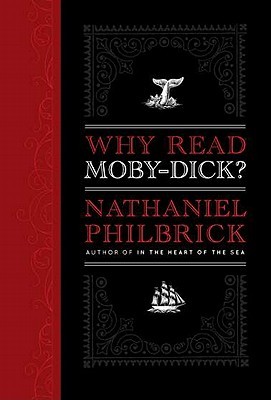 WHY READ
MOBY-DICK?
NATHANIEL
PHILBRICK
AUTHOR OF IN THE HEART OF THE SEA